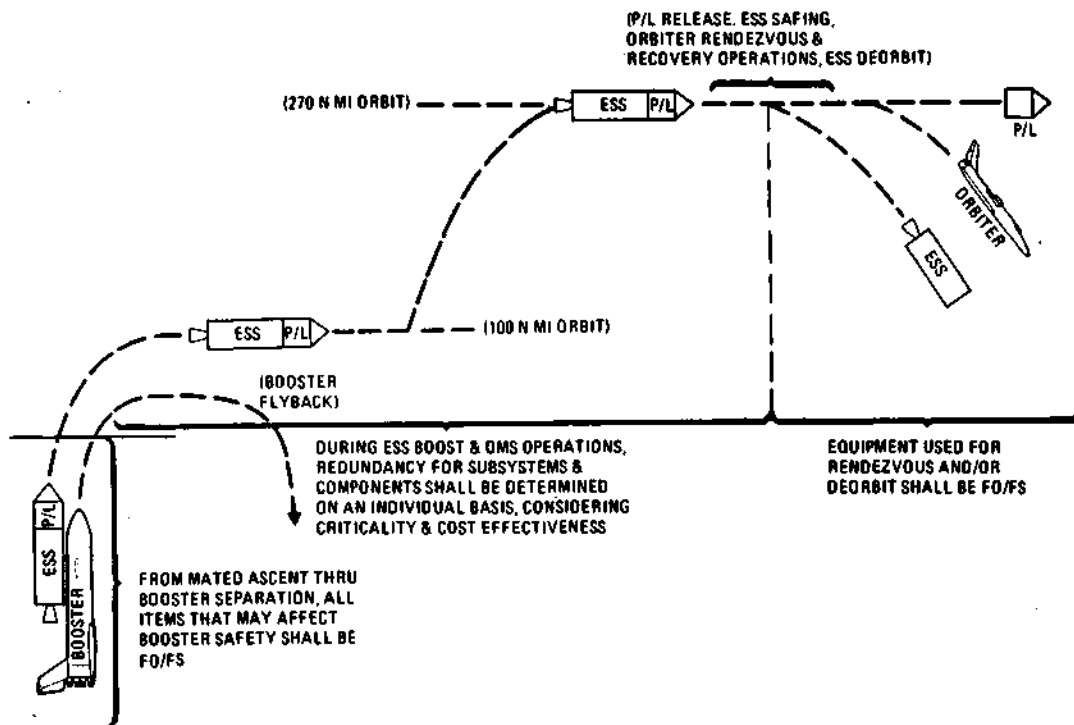 (P/L RELEASE, ESS SAFING,
ORBITER RENDEZVOUS &
RECOVERY OPERATIONS, ESS DEORBIT)
(270 N MI ORBIT)
ESS P/L
P/L
ORBITER
ESS
ESS P/L
(100 N MI ORBIT)
(BOOSTER
FLYBACK)
DURING ESS BOOST & OMS OPERATIONS,
REDUNDANCY FOR SUBSYSTEMS &
COMPONENTS SHALL BE DETERMINED
ON AN INDIVIDUAL BASIS, CONSIDERING
CRITICALITY & COST EFFECTIVENESS
EQUIPMENT USED FOR
RENDEZVOUS AND/OR
DEORBIT SHALL BE FO/FS
ESS P/L
BOOSTER
FROM MATED ASCENT THRU
BOOSTER SEPARATION, ALL
ITEMS THAT MAY AFFECT
BOOSTER SAFETY SHALL BE
FO/FS